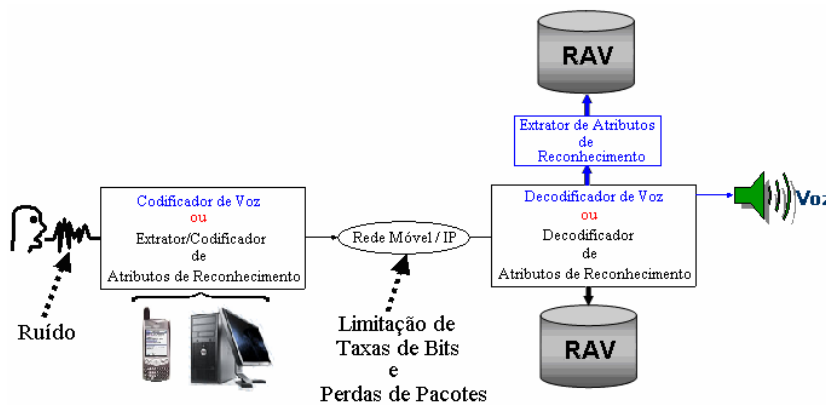 RAV
Extrator de Atributos
de
Reconhecimento
Codificador de Voz
ou
Extrator/Codificador
de
Atributos de Reconhecimento
Rede Móvel / IP
Decodificador de Voz
ou
Decodificador
de
Atributos de Reconhecimento
Voz
Ruído
Limitação de
Taxas de Bits
e
Perdas de Pacotes
RAV